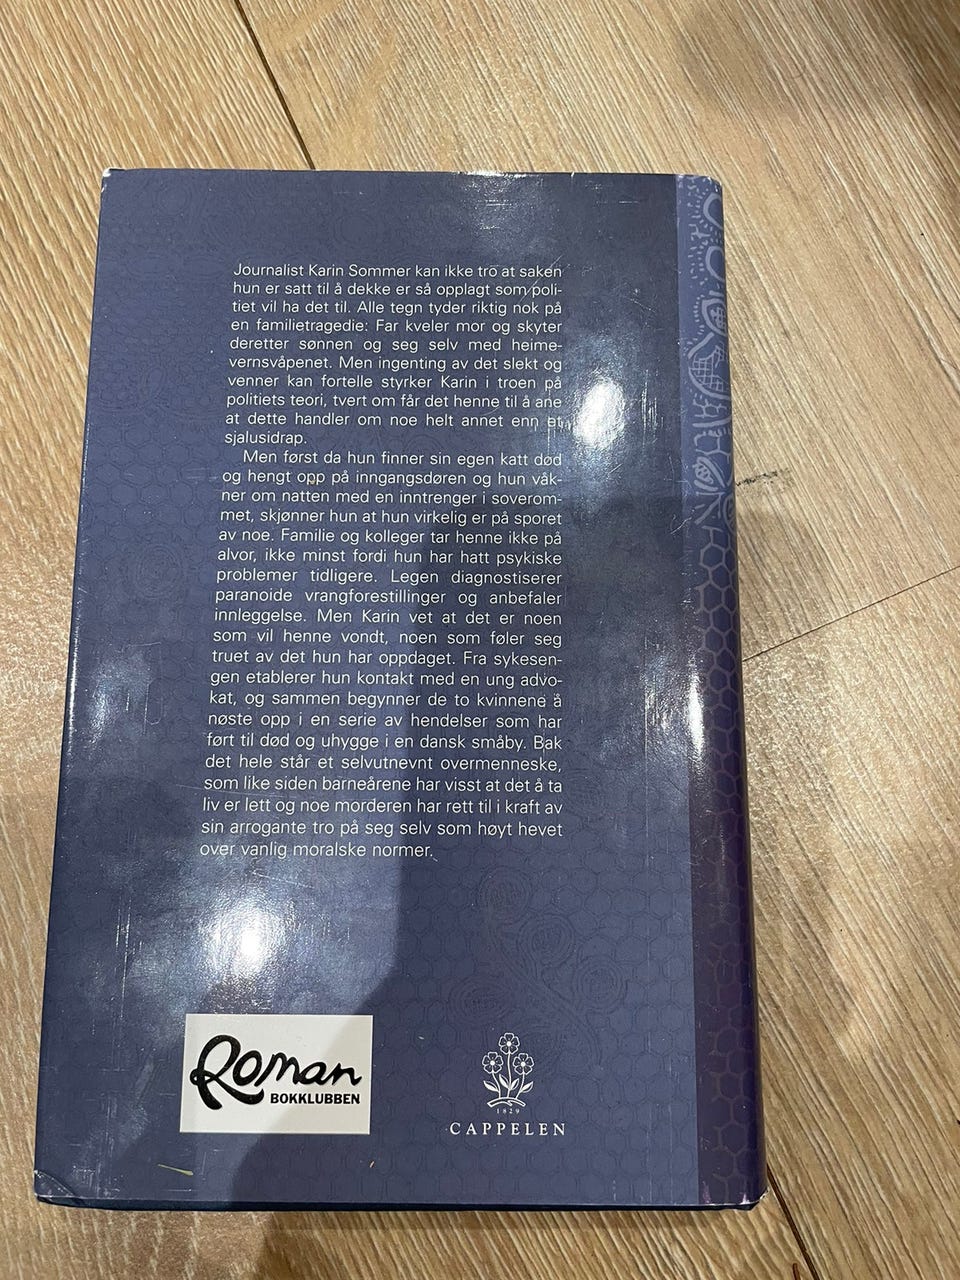 Journalist Karin Sommer kan ikke tro at saken
hun er satt til å dekke er så opplagt som poli-
tiet vil ha det til. Alle tegn tyder riktig nok på
en familietragedie: Far kveler mor og skyter
deretter sønnen og seg selv med heime-
vernsvåpenet. Men ingenting av det slekt og
venner kan fortelle styrker Karin i troen på
politiets teori, tvert om får det henne til å ane
at dette handler om noe helt annet enn et
sjalusidrap.
Men først da hun finner sin egen katt død
og hengt opp på inngangsdøren og hun våk-
ner om natten med en inntrenger i soverom-
met, skjønner hun at hun virkelig er på sporet
av noe. Familie og kolleger tar henne ikke på
alvor, ikke minst fordi hun har hatt psykiske
problemer tidligere. Legen diagnostiserer
paranoide vrangforestillinger og anbefaler
innleggelse. Men Karin vet at det er noen
som vil henne vondt, noen som føler seg
truet av det hun har oppdaget. Fra sykesen-
gen etablerer hun kontakt med en ung advo-
kat, og sammen begynner de to kvinnene å
nøste opp i en serie av hendelser som har
ført til død og uhygge i en dansk småby. Bak
det hele står et selvutnevnt overmenneske,
som like siden barneårene har visst at det å ta
liv er lett og noe morderen har rett til i kraft av
sin arrogante tro på seg selv som høyt hevet
over vanlig moralske normer.
Roman
BOKKLUBBEN
1829
CAPPELEN